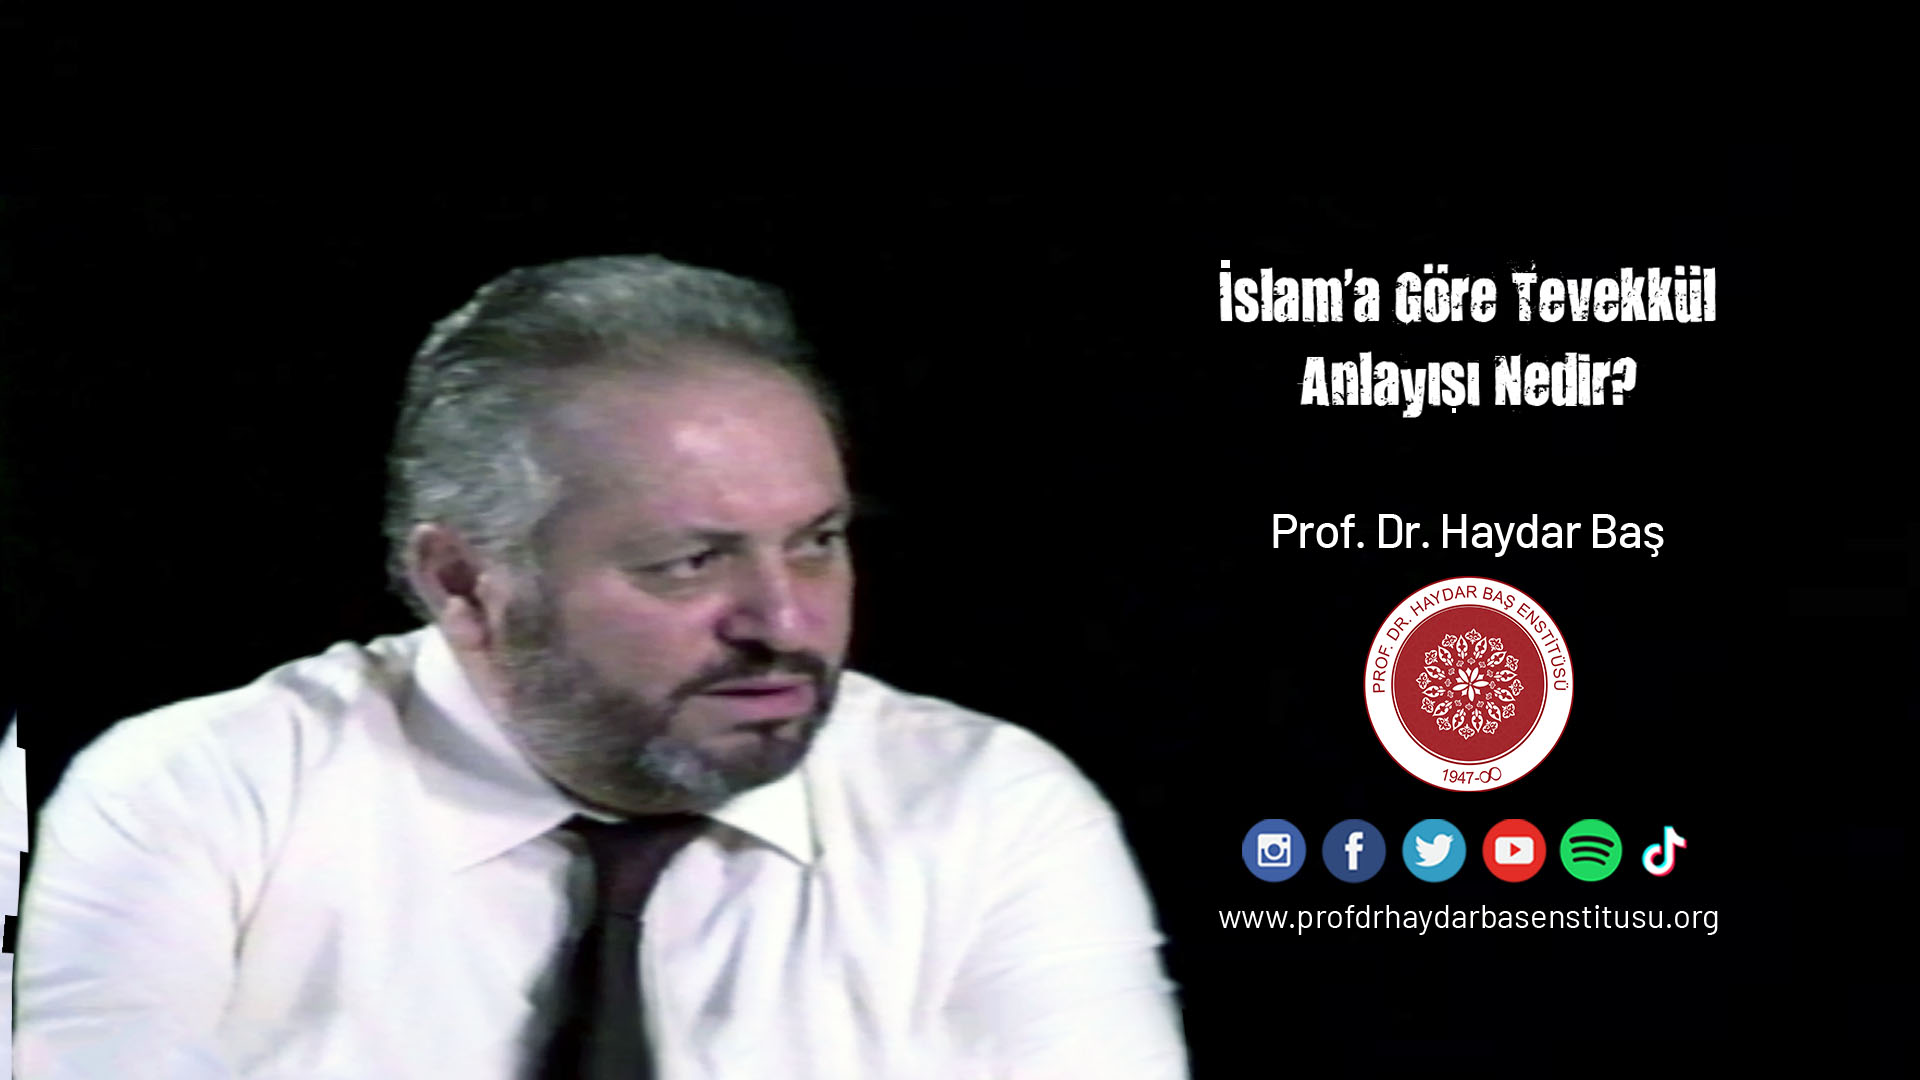 İslam'a Göre Tevekkül
Anlayışı Nedir?
Prof. Dr. Haydar Baş
PROF. DR. HAYDAR BAŞ ENSTİTÜSÜ
1947-∞
www.profdrhaydarbasenstitusu.org